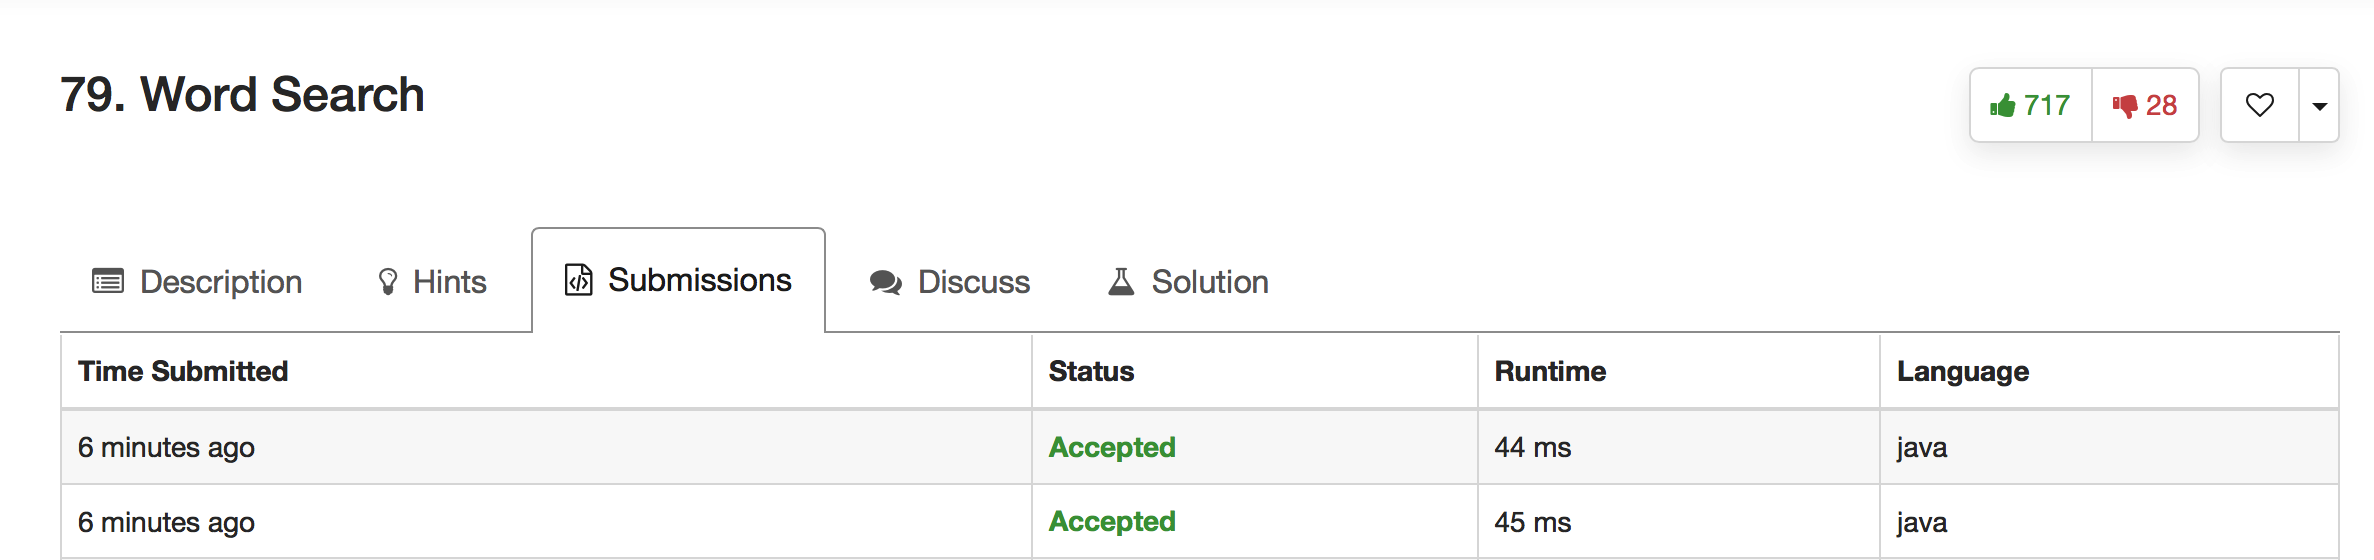 79. Word Search
717 28
Description Hints Submissions Discuss Solution
Time Submitted Status Runtime Language
6 minutes ago Accepted 44 ms java
6 minutes ago Accepted 45 ms java